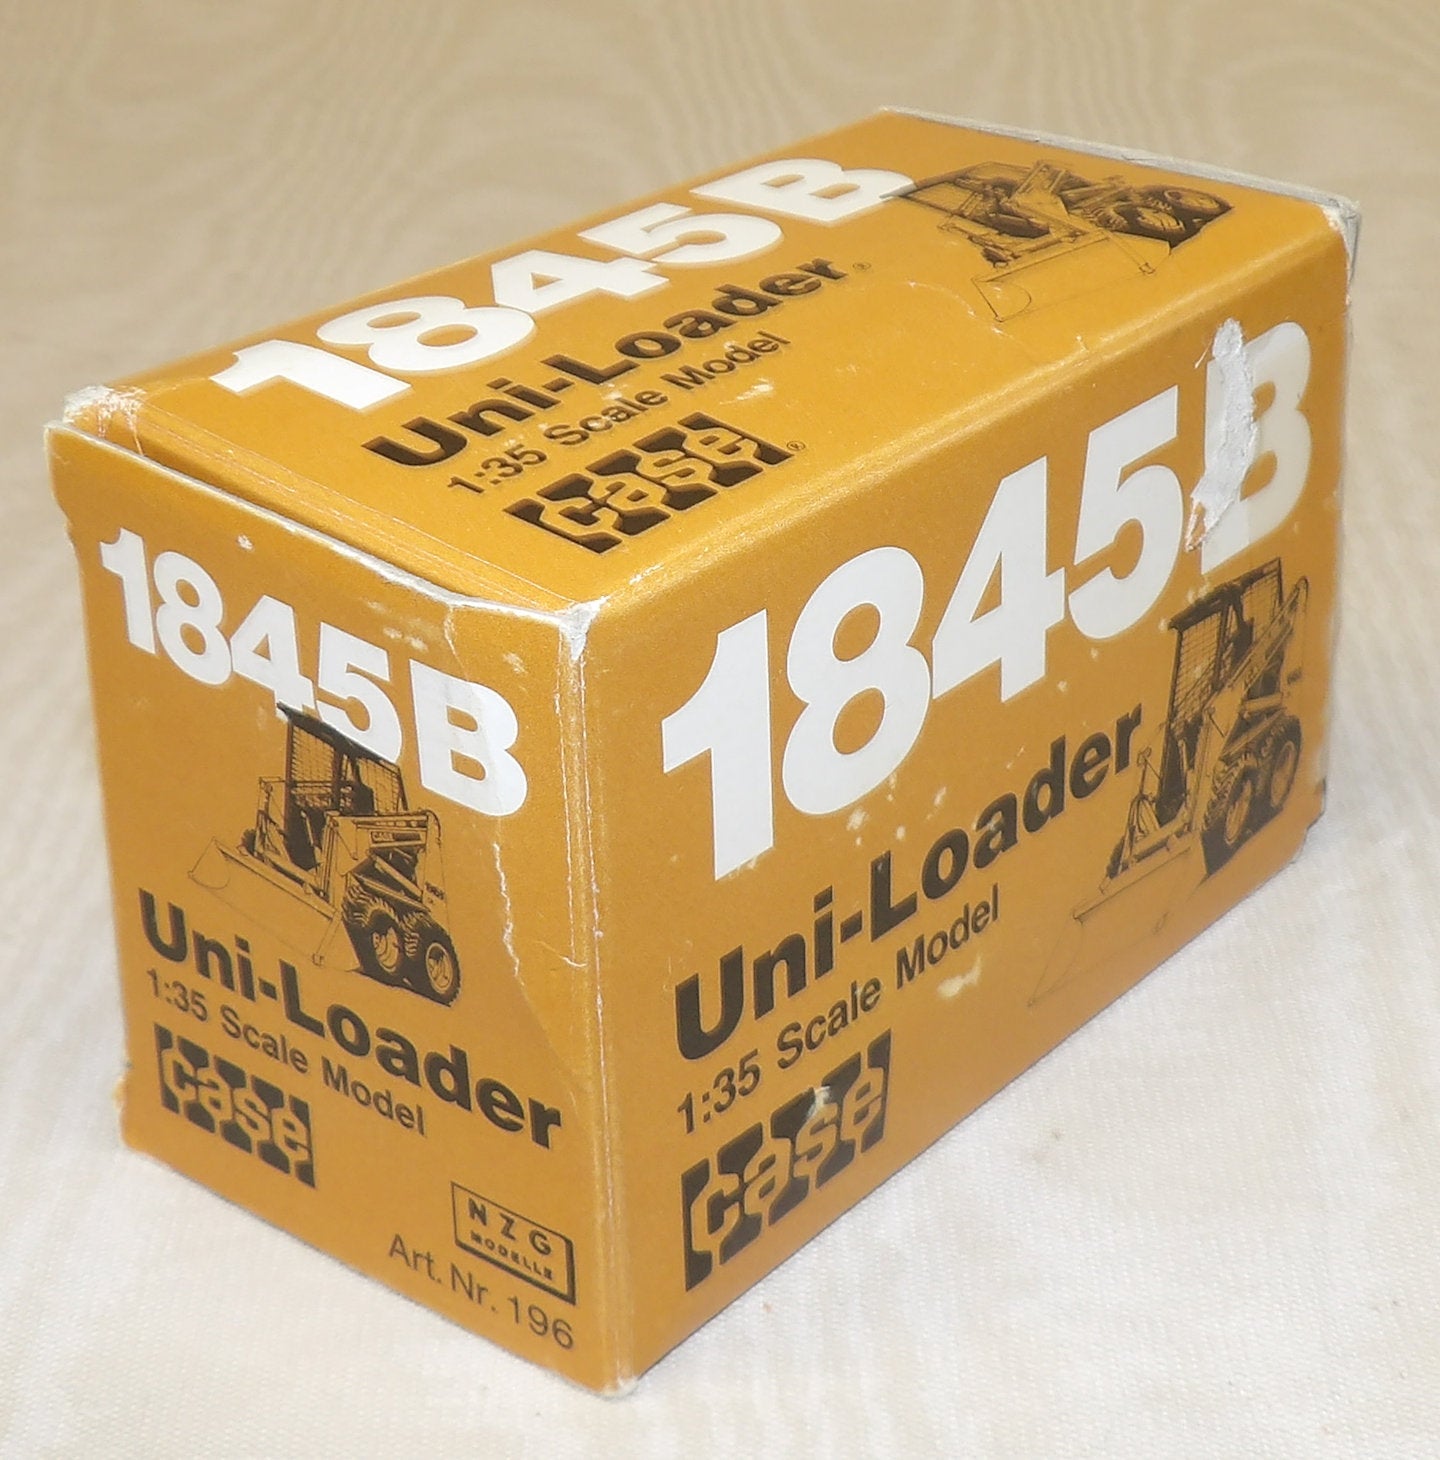 1845B
Uni-Loader®
1:35 Scale Model
case®
1845B
CASE
Uni-Loader
1:35 Scale Model
case
NZG
MODELLE
Art. Nr. 196
1845B
Uni-Loader
1:35 Scale Model
case